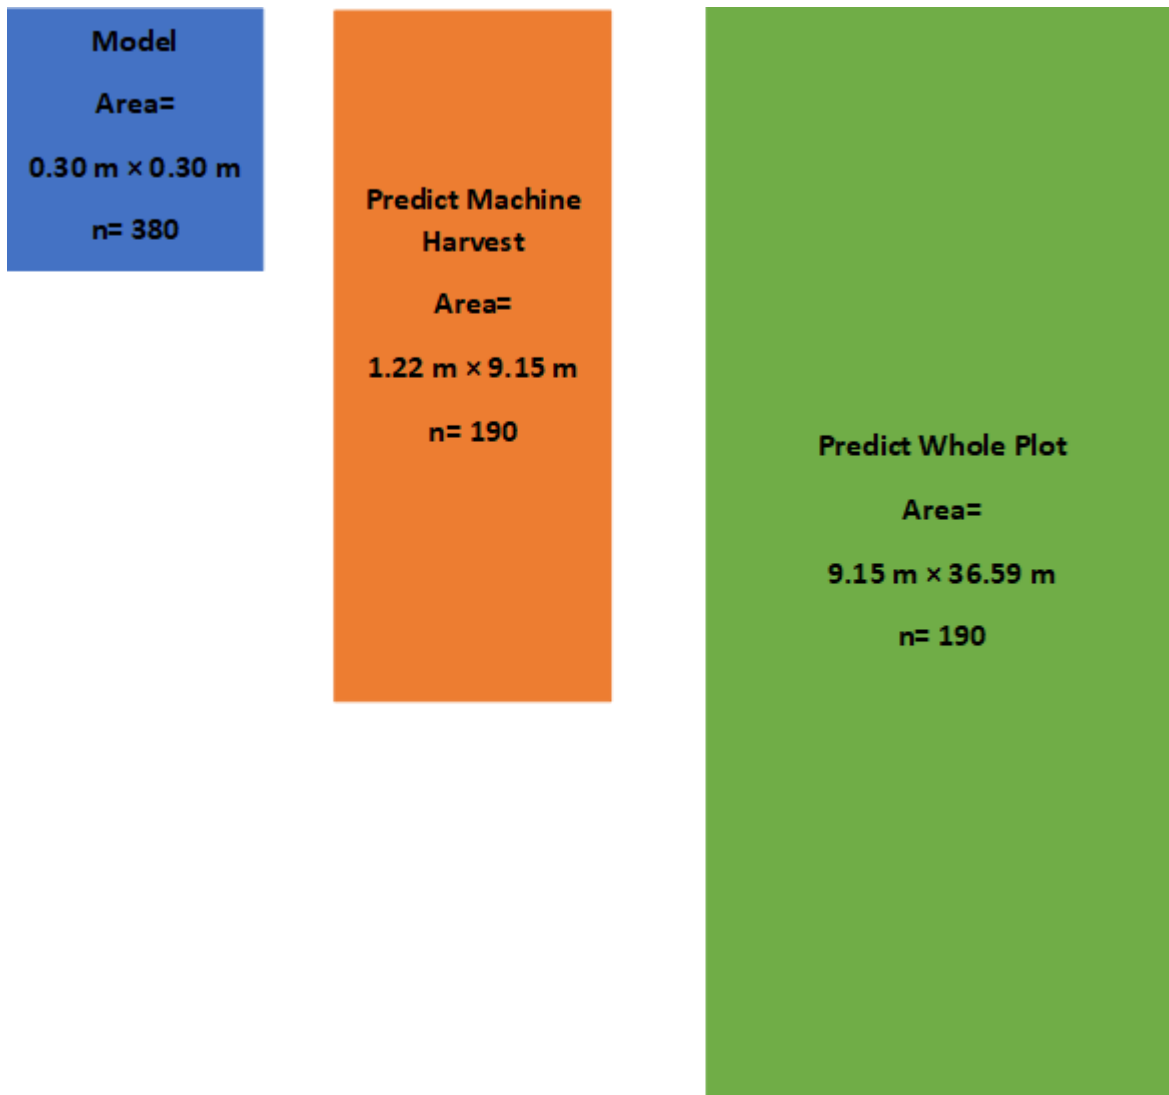 Model
Area=
0.30 m × 0.30 m
n= 380
Predict Machine
Harvest
Area=
1.22 m × 9.15 m
n= 190
Predict Whole Plot
Area=
9.15 m × 36.59 m
n= 190